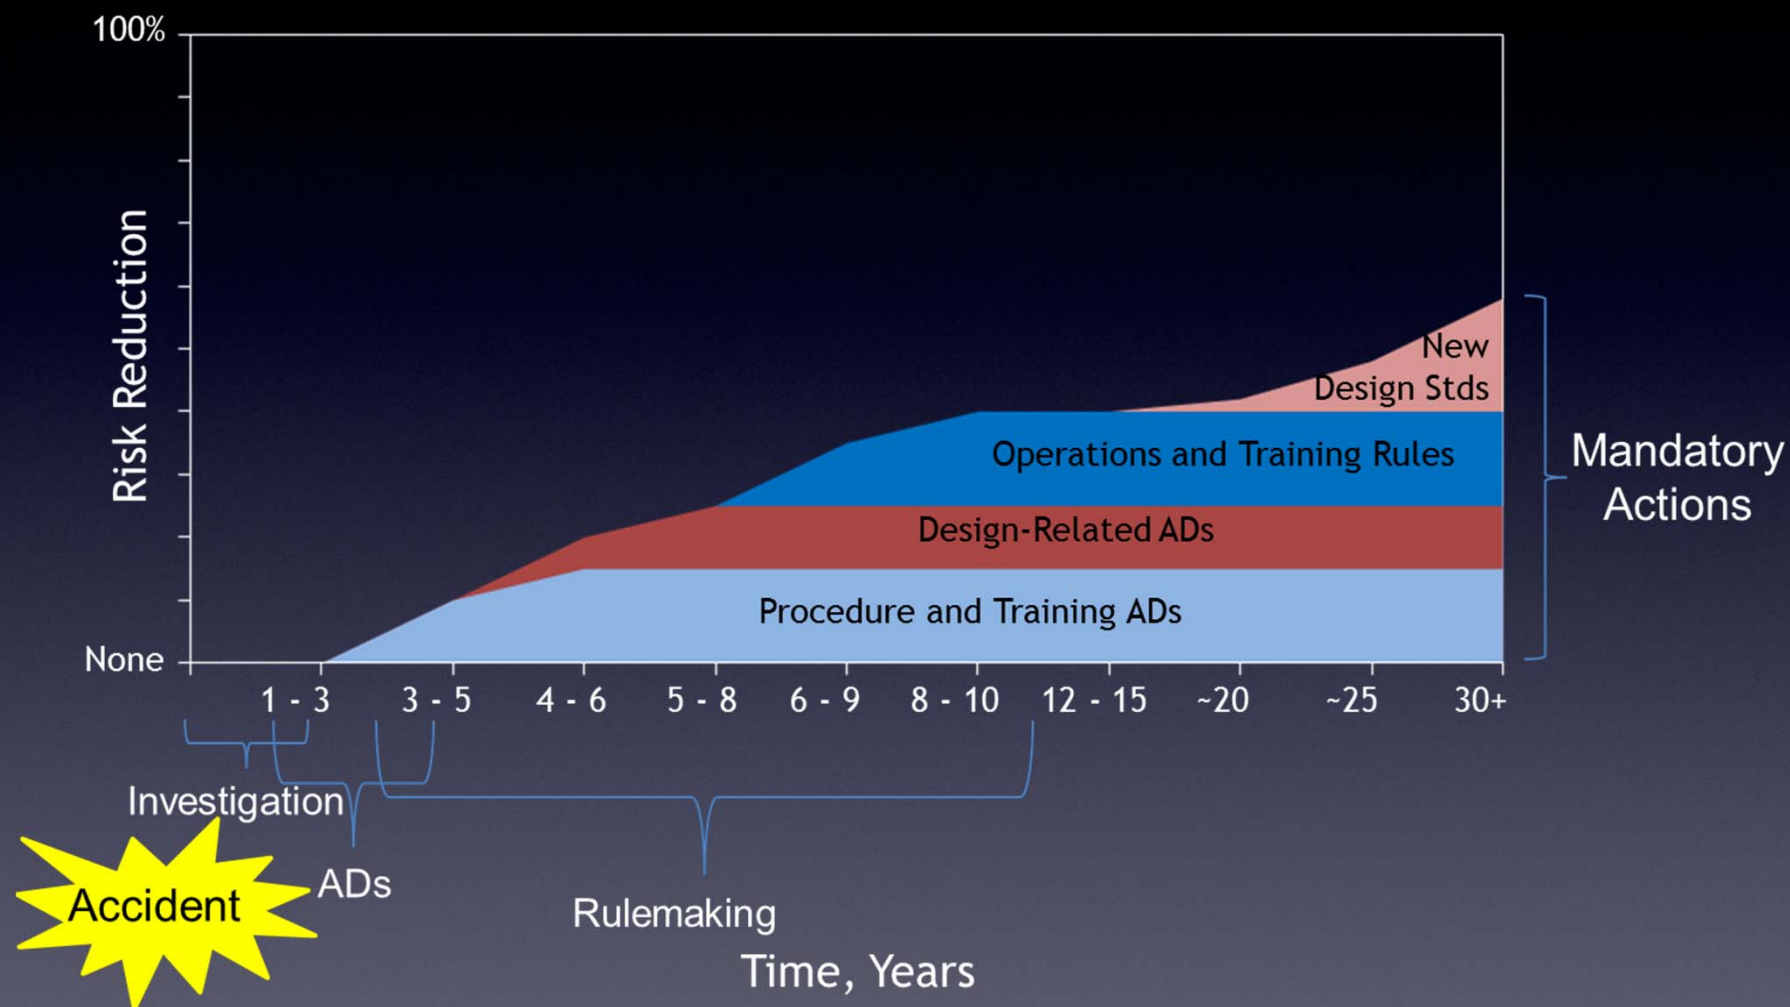 100%
Risk Reduction
None
New
Design Stds
Operations and Training Rules
Design-Related ADs
Procedure and Training ADs
Mandatory
Actions
1 - 3 3 - 5 4 - 6 5 - 8 6 - 9 8 - 10 12 - 15 ~20 ~25 30+
Investigation
Accident
ADs
Rulemaking
Time, Years